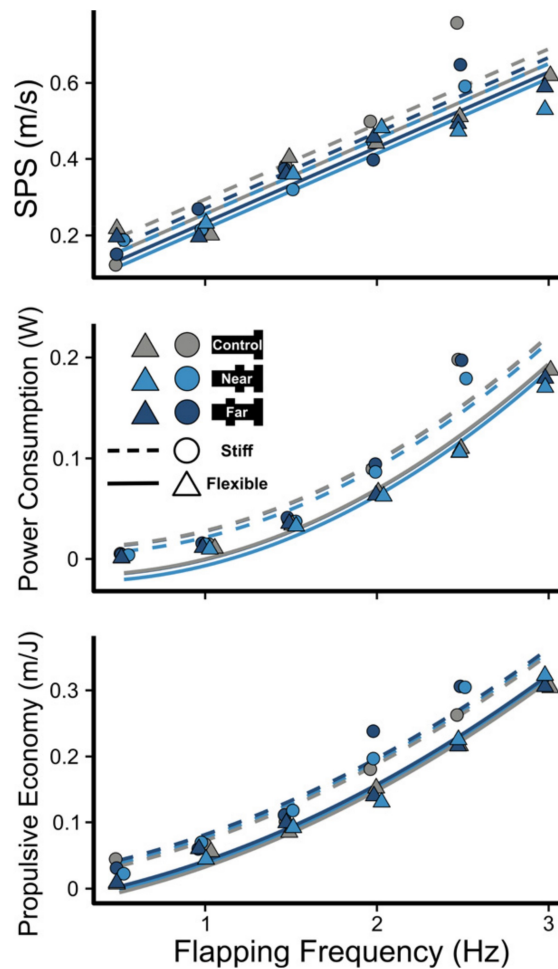 SPS (m/s)
0.6
0.4
0.2
Power Consumption (W)
0.2
0.1
0
Control
Near
Far
Stiff
Flexible
Propulsive Economy (m/J)
0.3
0.2
0.1
0
1
2
3
Flapping Frequency (Hz)